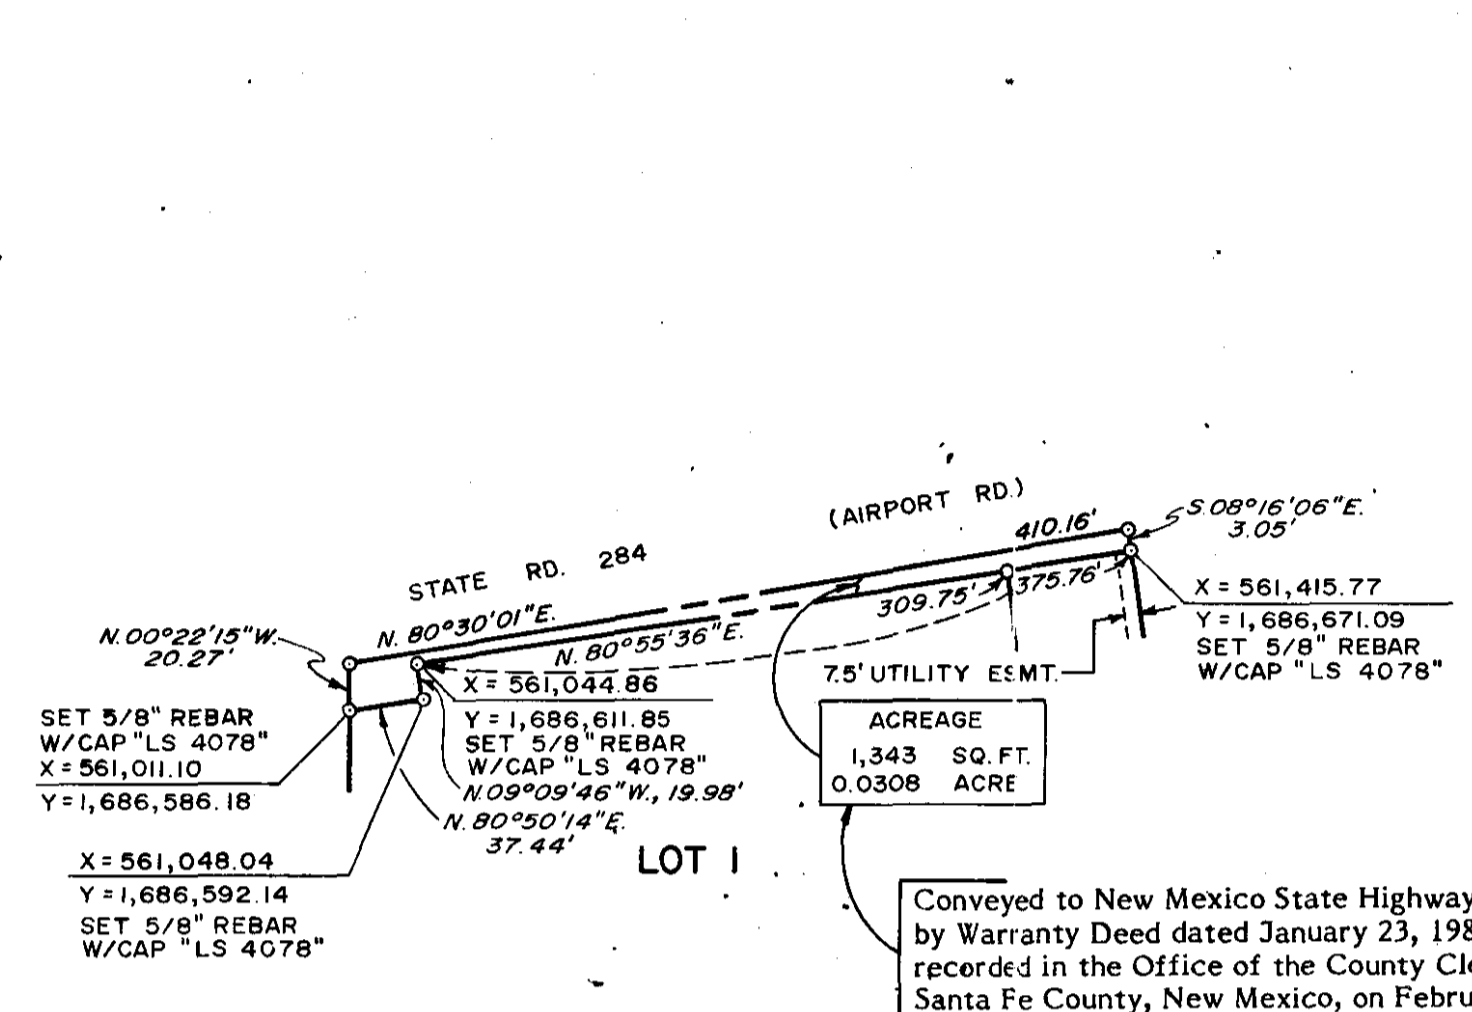 (AIRPORT RD.)
STATE RD. 284
410.16'
S.08°16'06"E.
3.05'
375.76'
309.75'
N. 80°30'01"E.
N. 80°55'36"E.
N.00°22'15"W.
20.27'
X = 561,415.77
Y = 1,686,671.09
SET 5/8" REBAR
W/CAP "LS 4078"
7.5' UTILITY ESMT.
X = 561,044.86
Y = 1,686,611.85
SET 5/8" REBAR
W/CAP "LS 4078"
N.09°09'46"W., 19.98'
N. 80°50'14"E.
37.44'
SET 5/8" REBAR
W/CAP "LS 4078"
X = 561,011.10
Y = 1,686,586.18
ACREAGE
1,343 SQ. FT.
0.0308 ACRE
LOT 1
X = 561,048.04
Y = 1,686,592.14
SET 5/8" REBAR
W/CAP "LS 4078"
Conveyed to New Mexico State Highway
by Warranty Deed dated January 23, 198
recorded in the Office of the County Cle
Santa Fe County, New Mexico, on Febru